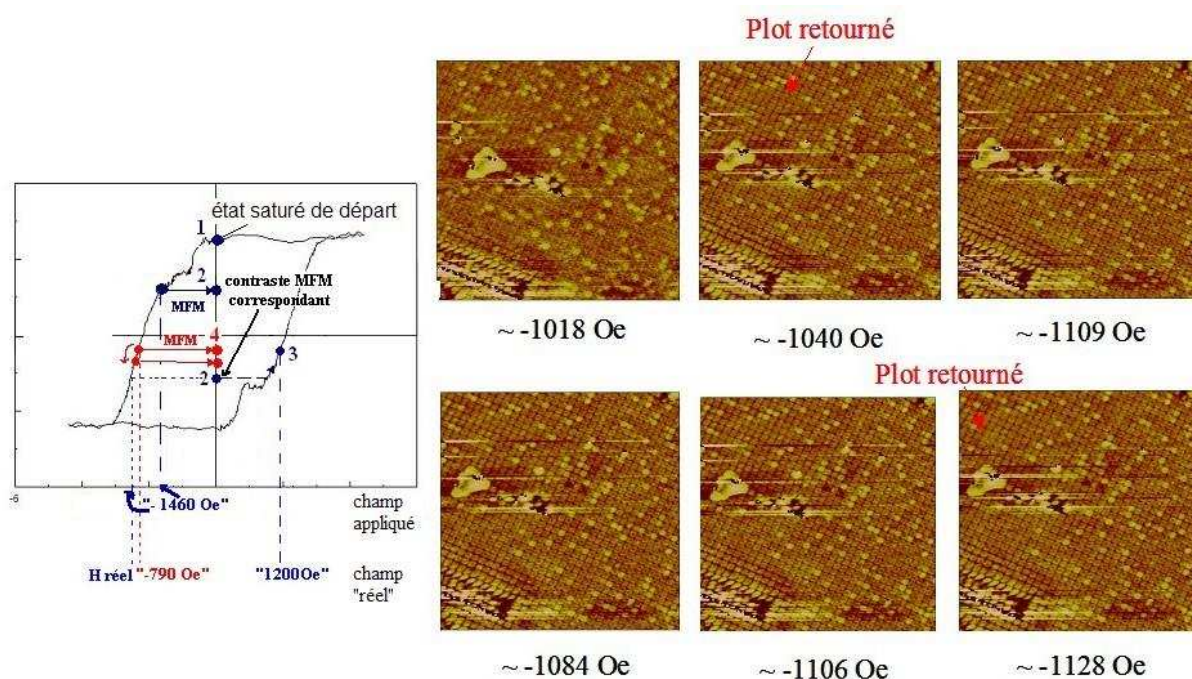 état saturé de départ
1
2
contraste MFM
correspondant
MFM
MFM
4
3
2
-6
"- 1460 Oe"
champ
appliqué
H réel "-790 Oe"
"1200Oe"
champ
"réel"
Plot retourné
~ -1018 Oe
~ -1040 Oe
~ -1109 Oe
Plot retourné
~ -1084 Oe
~ -1106 Oe
~ -1128 Oe